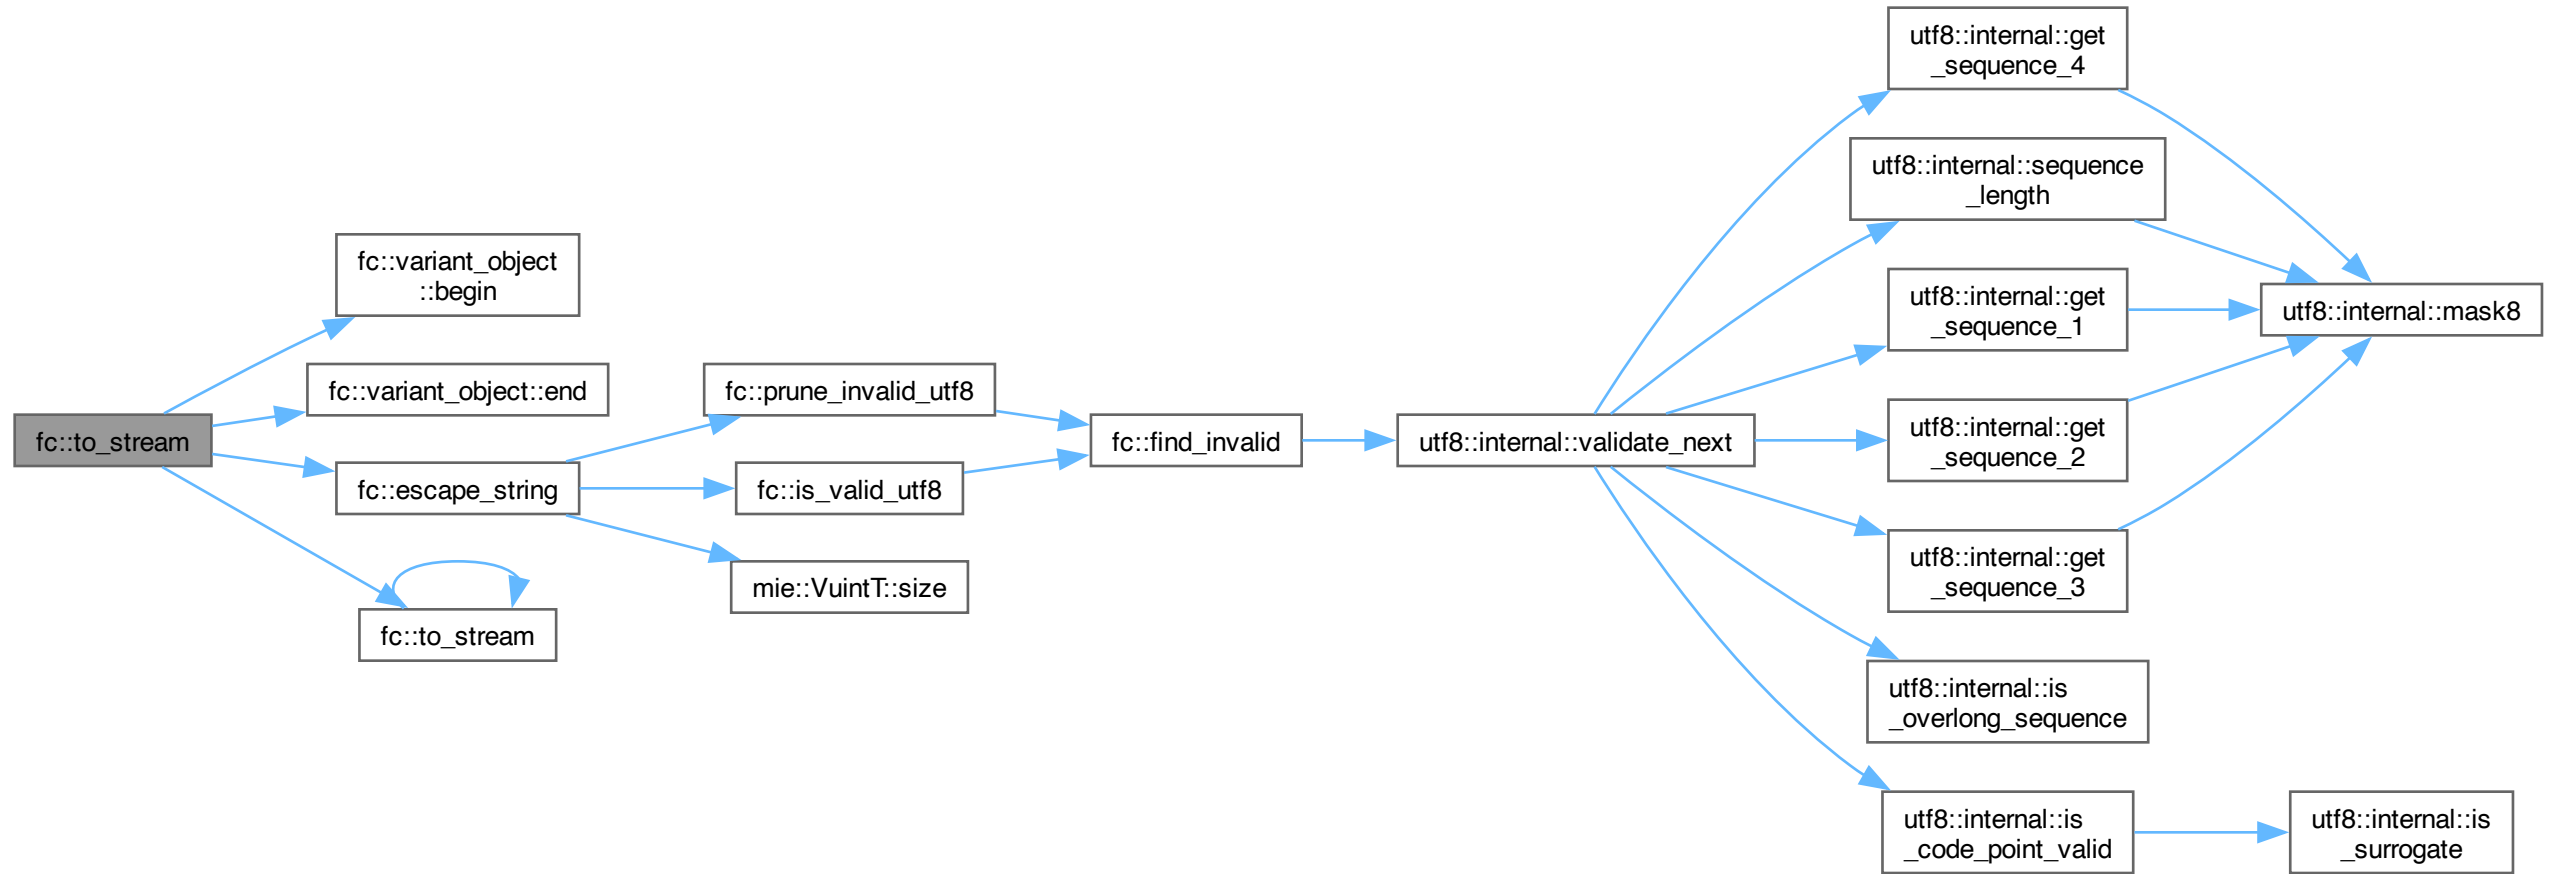 fc::to_stream
fc::variant_object
::begin
fc::variant_object::end
fc::escape_string
fc::to_stream
fc::prune_invalid_utf8
fc::is_valid_utf8
mie::VuintT::size
fc::find_invalid
utf8::internal::validate_next
utf8::internal::get
_sequence_4
utf8::internal::sequence
_length
utf8::internal::get
_sequence_1
utf8::internal::get
_sequence_2
utf8::internal::get
_sequence_3
utf8::internal::is
_overlong_sequence
utf8::internal::is
_code_point_valid
utf8::internal::mask8
utf8::internal::is
_surrogate